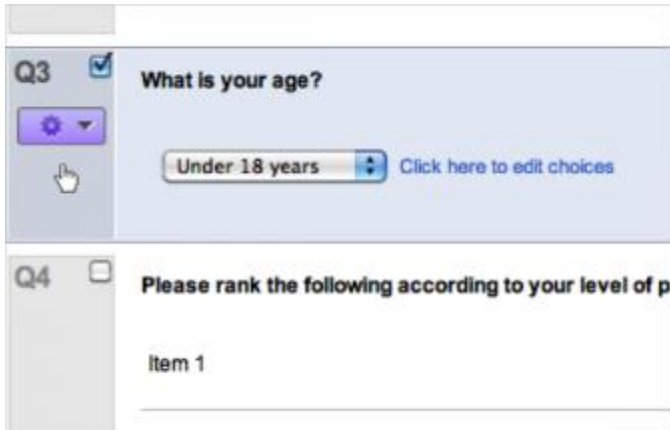 Q3
What is your age?
Under 18 years Click here to edit choices
Q4
Please rank the following according to your level of p
Item 1